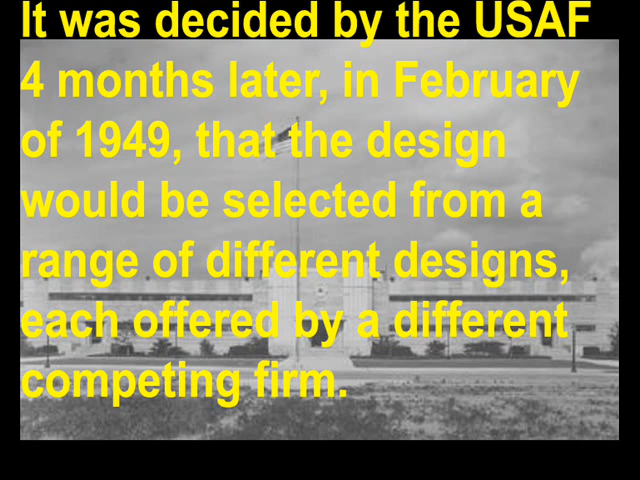 It was decided by the USAF
4 months later, in February
of 1949, that the design
would be selected from a
range of different designs,
each offered by a different
competing firm.